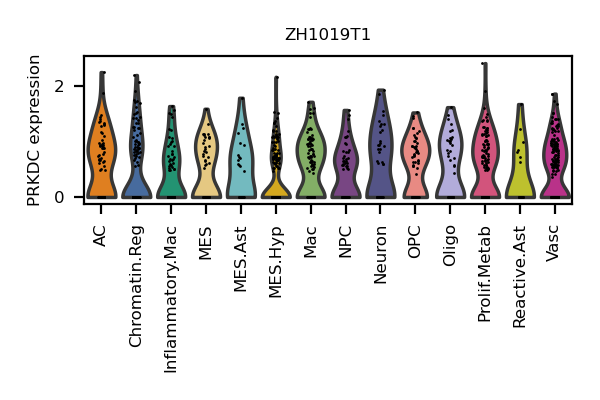 ZH1019T1
PRKDC expression
2
0
AC
Chromatin.Reg
Inflammatory.Mac
MES
MES.Ast
MES.Hyp
Mac
NPC
Neuron
OPC
Oligo
Prolif.Metab
Reactive.Ast
Vasc